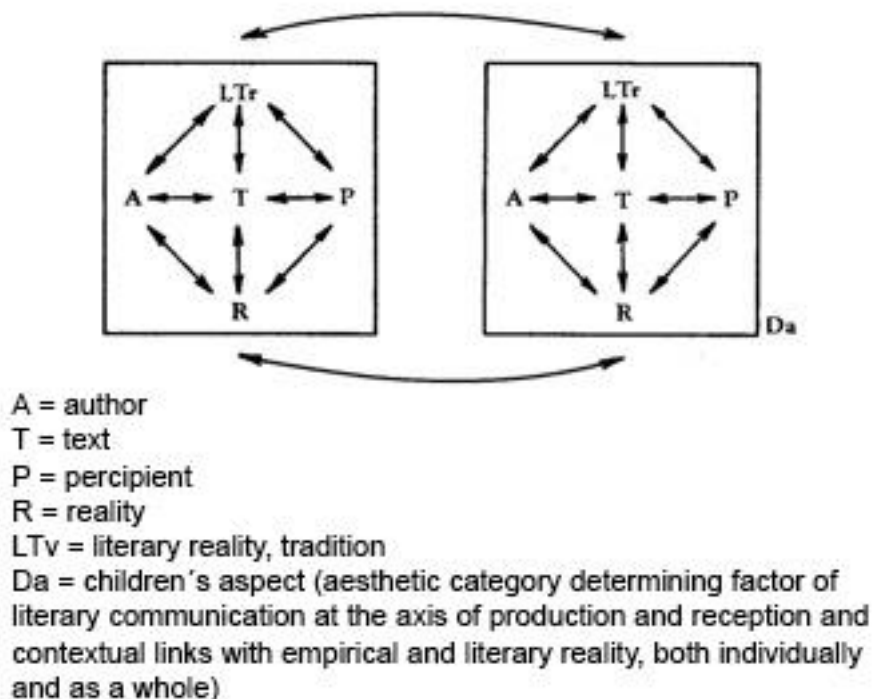 LTr LTr
A T P A T P
R R
Da
A = author
T = text
P = percipient
R = reality
LTv = literary reality, tradition
Da = children´s aspect (aesthetic category determining factor of
literary communication at the axis of production and reception and
contextual links with empirical and literary reality, both individually
and as a whole)